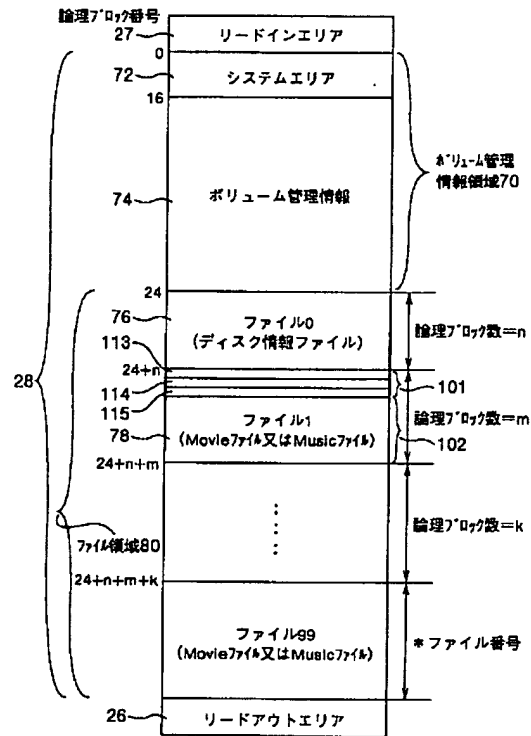 論理ブロック番号
27
リードインエリア
0
72
システムエリア
16
ボリューム管理
情報領域70
74
ボリューム管理情報
24
76
ファイル0
(ディスク情報ファイル)
論理ブロック数=n
113
24+n
101
114
115
論理ブロック数=m
28
78
ファイル1
(Movieファイル又はMusicファイル)
102
24+n+m
論理ブロック数=k
ファイル領域80
24+n+m+k
ファイル99
(Movieファイル又はMusicファイル)
*ファイル番号
26
リードアウトエリア